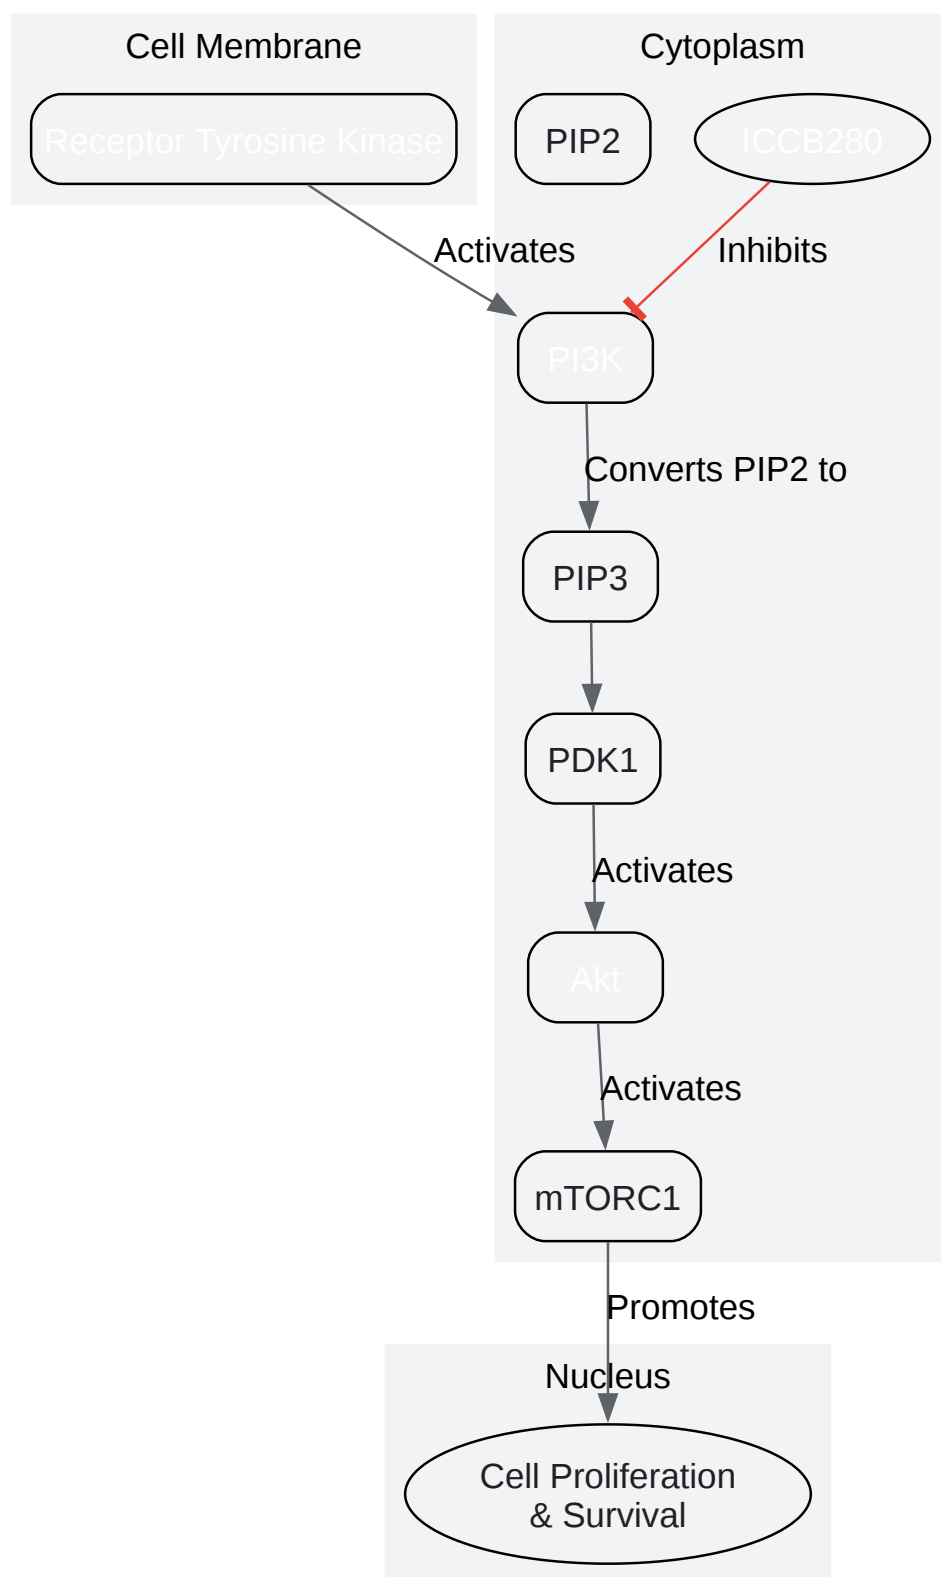 Cell Membrane
Cytoplasm
Receptor Tyrosine Kinase
PIP2
ICCB280
Activates
Inhibits
PI3K
Converts PIP2 to
PIP3
PDK1
Activates
Akt
Activates
mTORC1
Promotes
Nucleus
Cell Proliferation
& Survival